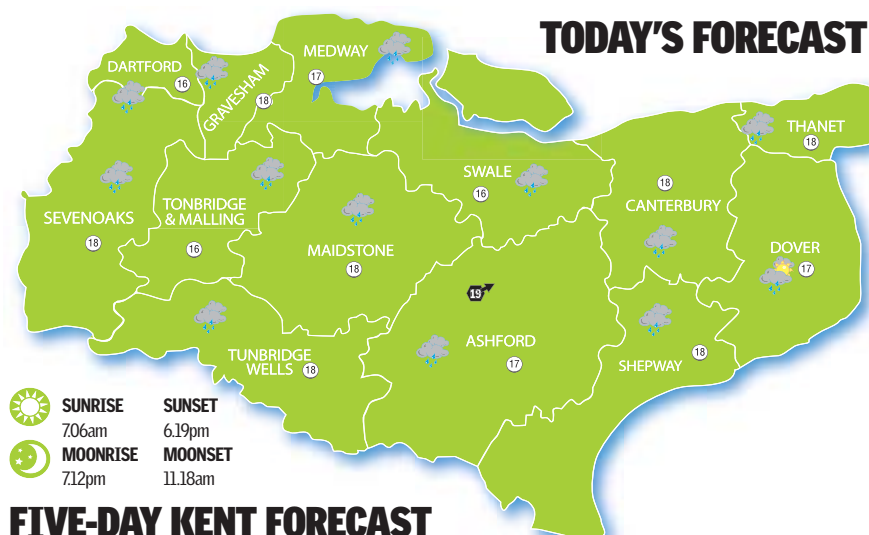 TODAY'S FORECAST
MEDWAY
17
DARTFORD
16
GRAVESHAM
18
THANET
18
SWALE
16
18
CANTERBURY
SEVENOAKS
18
TONBRIDGE
& MALLING
16
MAIDSTONE
18
DOVER
17
19
ASHFORD
17
TUNBRIDGE
WELLS
18
SHEPWAY
18
SUNRISE SUNSET
7.06am 6.19pm
MOONRISE MOONSET
7.12pm 11.18am
FIVE-DAY KENT FORECAST